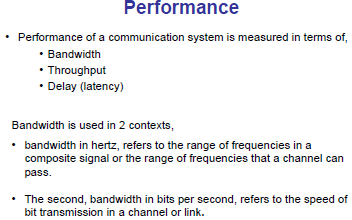 Performance
• Performance of a communication system is measured in terms of,
• Bandwidth
• Throughput
• Delay (latency)
Bandwidth is used in 2 contexts,
• bandwidth in hertz, refers to the range of frequencies in a
composite signal or the range of frequencies that a channel can
pass.
• The second, bandwidth in bits per second, refers to the speed of
bit transmission in a channel or link.